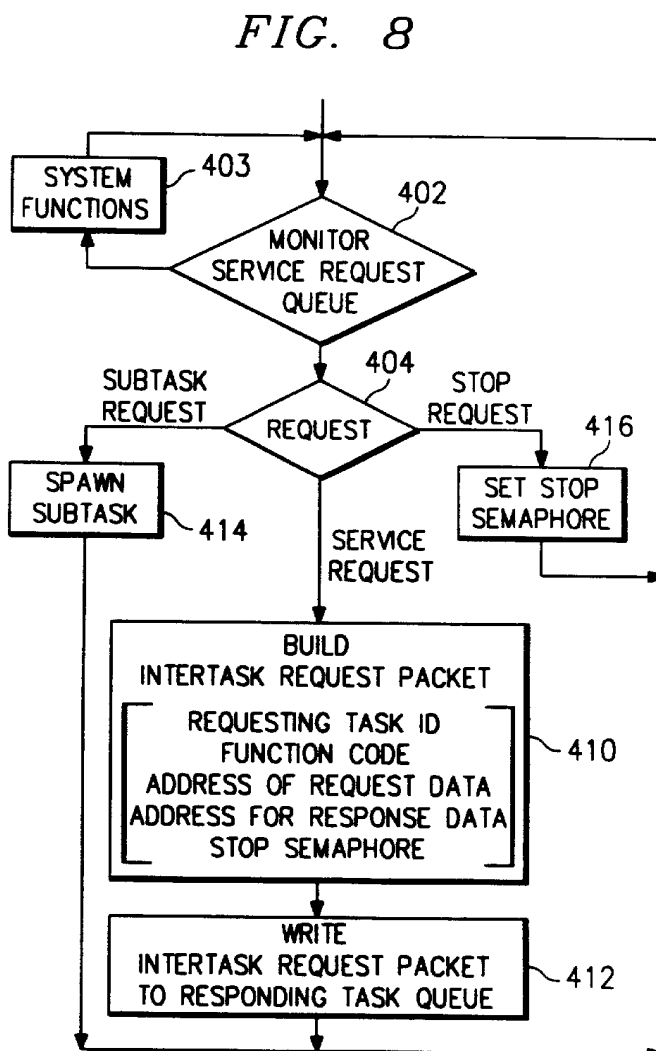 FIG. 8
SYSTEM
FUNCTIONS
403
402
MONITOR
SERVICE REQUEST
QUEUE
SUBTASK
REQUEST
404
STOP
REQUEST
REQUEST
416
SPAWN
SUBTASK
414
SET STOP
SEMAPHORE
SERVICE
REQUEST
BUILD
INTERTASK REQUEST PACKET
REQUESTING TASK ID
FUNCTION CODE
ADDRESS OF REQUEST DATA
ADDRESS FOR RESPONSE DATA
STOP SEMAPHORE
410
WRITE
INTERTASK REQUEST PACKET
TO RESPONDING TASK QUEUE
412